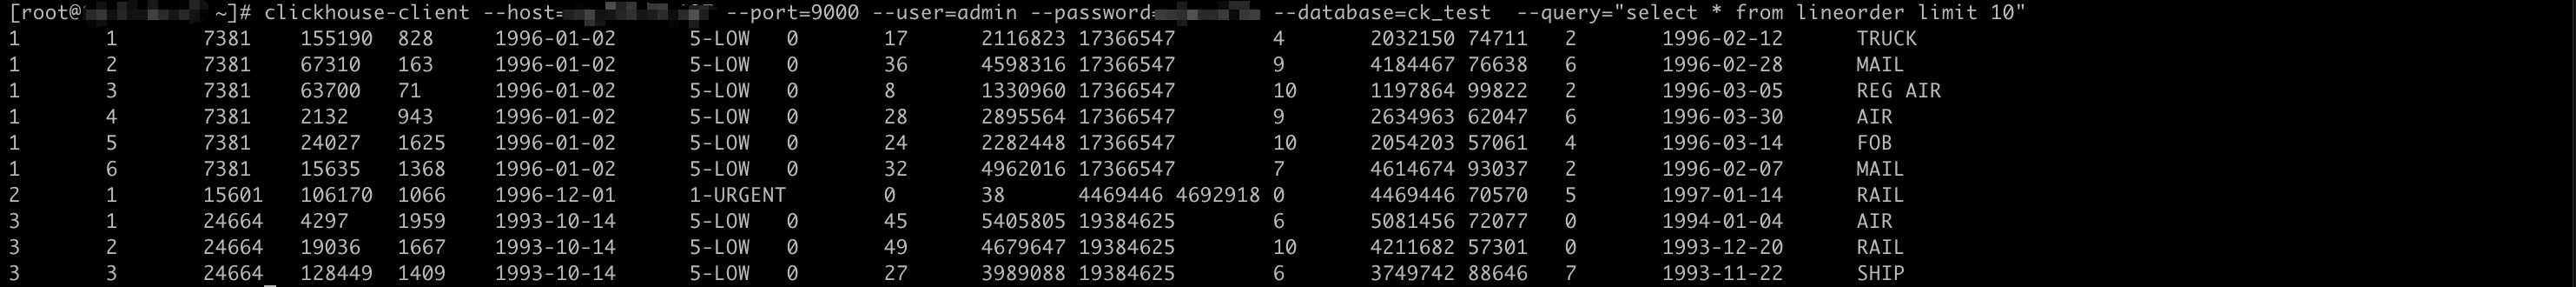 [root@ ~]# clickhouse-client --host= --port=9000 --user=admin --password= --database=ck_test --query="select * from lineorder limit 10"
1 1 7381 155190 828 1996-01-02 5-LOW 0 17 2116823 17366547 4 2032150 74711 2 1996-02-12 TRUCK
1 2 7381 67310 163 1996-01-02 5-LOW 0 36 4598316 17366547 9 4184467 76638 6 1996-02-28 MAIL
1 3 7381 63700 71 1996-01-02 5-LOW 0 8 1330960 17366547 10 1197864 99822 2 1996-03-05 REG AIR
1 4 7381 2132 943 1996-01-02 5-LOW 0 28 2895564 17366547 9 2634963 62047 6 1996-03-30 AIR
1 5 7381 24027 1625 1996-01-02 5-LOW 0 24 2282448 17366547 10 2054203 57061 4 1996-03-14 FOB
1 6 7381 15635 1368 1996-01-02 5-LOW 0 32 4962016 17366547 7 4614674 93037 2 1996-02-07 MAIL
2 1 15601 106170 1066 1996-12-01 1-URGENT 0 38 4469446 4692918 0 4469446 70570 5 1997-01-14 RAIL
3 1 24664 4297 1959 1993-10-14 5-LOW 0 45 5405805 19384625 6 5081456 72077 0 1994-01-04 AIR
3 2 24664 19036 1667 1993-10-14 5-LOW 0 49 4679647 19384625 10 4211682 57301 0 1993-12-20 RAIL
3 3 24664 128449 1409 1993-10-14 5-LOW 0 27 3989088 19384625 6 3749742 88646 7 1993-11-22 SHIP